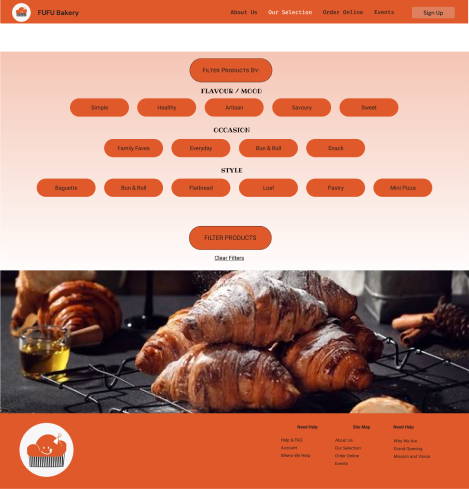 FUFU Bakery
About Us Our Selection Order Online Events Sign Up
FILTER PRODUCTS BY:
FLAVOUR / MOOD
Simple Healthy Artisan Savoury Sweet
OCCASION
Family Faves Everyday Bun & Roll Snack
STYLE
Baguette Bun & Roll Flatbread Loaf Pastry Mini Pizza
FILTER PRODUCTS
Clear Filters
Need Help Site Map Need Help
Help & FAQ About Us Who We Are
Account Our Selection Grand Opening
Where We Help Order Online Mission and Vision
Events